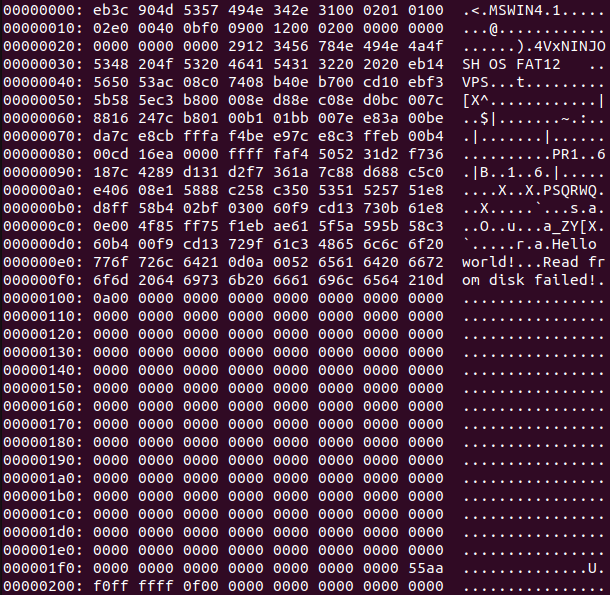 00000000: eb3c 904d 5357 494e 342e 3100 0201 0100  .<.MSWIN4.1.....
00000010: 02e0 0040 0bf0 0900 1200 0200 0000 0000  ...@............
00000020: 0000 0000 0000 2912 3456 784e 494e 4a4f  ......).4VxNINJO
00000030: 5348 204f 5320 4641 5431 3220 2020 eb14  SH OS FAT12   ..
00000040: 5650 53ac 08c0 7408 b40e b700 cd10 ebf3  VPS...t.........
00000050: 5b58 5ec3 b800 008e d88e c08e d0bc 007c  [X^............|
00000060: 8816 247c b801 00b1 01bb 007e e83a 00be  ..$|.......~.:..
00000070: da7c e8cb fffa f4be e97c e8c3 ffeb 00b4  .|.......|......
00000080: 00cd 16ea 0000 ffff faf4 5052 31d2 f736  ..........PR1..6
00000090: 187c 4289 d131 d2f7 361a 7c88 d688 c5c0  .|B..1..6.|.....
000000a0: e406 08e1 5888 c258 c350 5351 5257 51e8  ....X..X.PSQRWQ.
000000b0: d8ff 58b4 02bf 0300 60f9 cd13 730b 61e8  ..X.....`...s.a.
000000c0: 0e00 4f85 ff75 f1eb ae61 5f5a 595b 58c3  ..O..u...a_ZY[X.
000000d0: 60b4 00f9 cd13 729f 61c3 4865 6c6c 6f20  `.....r.a.Hello 
000000e0: 776f 726c 6421 0d0a 0052 6561 6420 6672  world!...Read fr
000000f0: 6f6d 2064 6973 6b20 6661 696c 6564 210d  om disk failed!.
00000100: 0a00 0000 0000 0000 0000 0000 0000 0000  ................
00000110: 0000 0000 0000 0000 0000 0000 0000 0000  ................
00000120: 0000 0000 0000 0000 0000 0000 0000 0000  ................
00000130: 0000 0000 0000 0000 0000 0000 0000 0000  ................
00000140: 0000 0000 0000 0000 0000 0000 0000 0000  ................
00000150: 0000 0000 0000 0000 0000 0000 0000 0000  ................
00000160: 0000 0000 0000 0000 0000 0000 0000 0000  ................
00000170: 0000 0000 0000 0000 0000 0000 0000 0000  ................
00000180: 0000 0000 0000 0000 0000 0000 0000 0000  ................
00000190: 0000 0000 0000 0000 0000 0000 0000 0000  ................
000001a0: 0000 0000 0000 0000 0000 0000 0000 0000  ................
000001b0: 0000 0000 0000 0000 0000 0000 0000 0000  ................
000001c0: 0000 0000 0000 0000 0000 0000 0000 0000  ................
000001d0: 0000 0000 0000 0000 0000 0000 0000 0000  ................
000001e0: 0000 0000 0000 0000 0000 0000 0000 0000  ................
000001f0: 0000 0000 0000 0000 0000 0000 0000 55aa  ..............U.
00000200: f0ff ffff 0f00 0000 0000 0000 0000 0000  ................